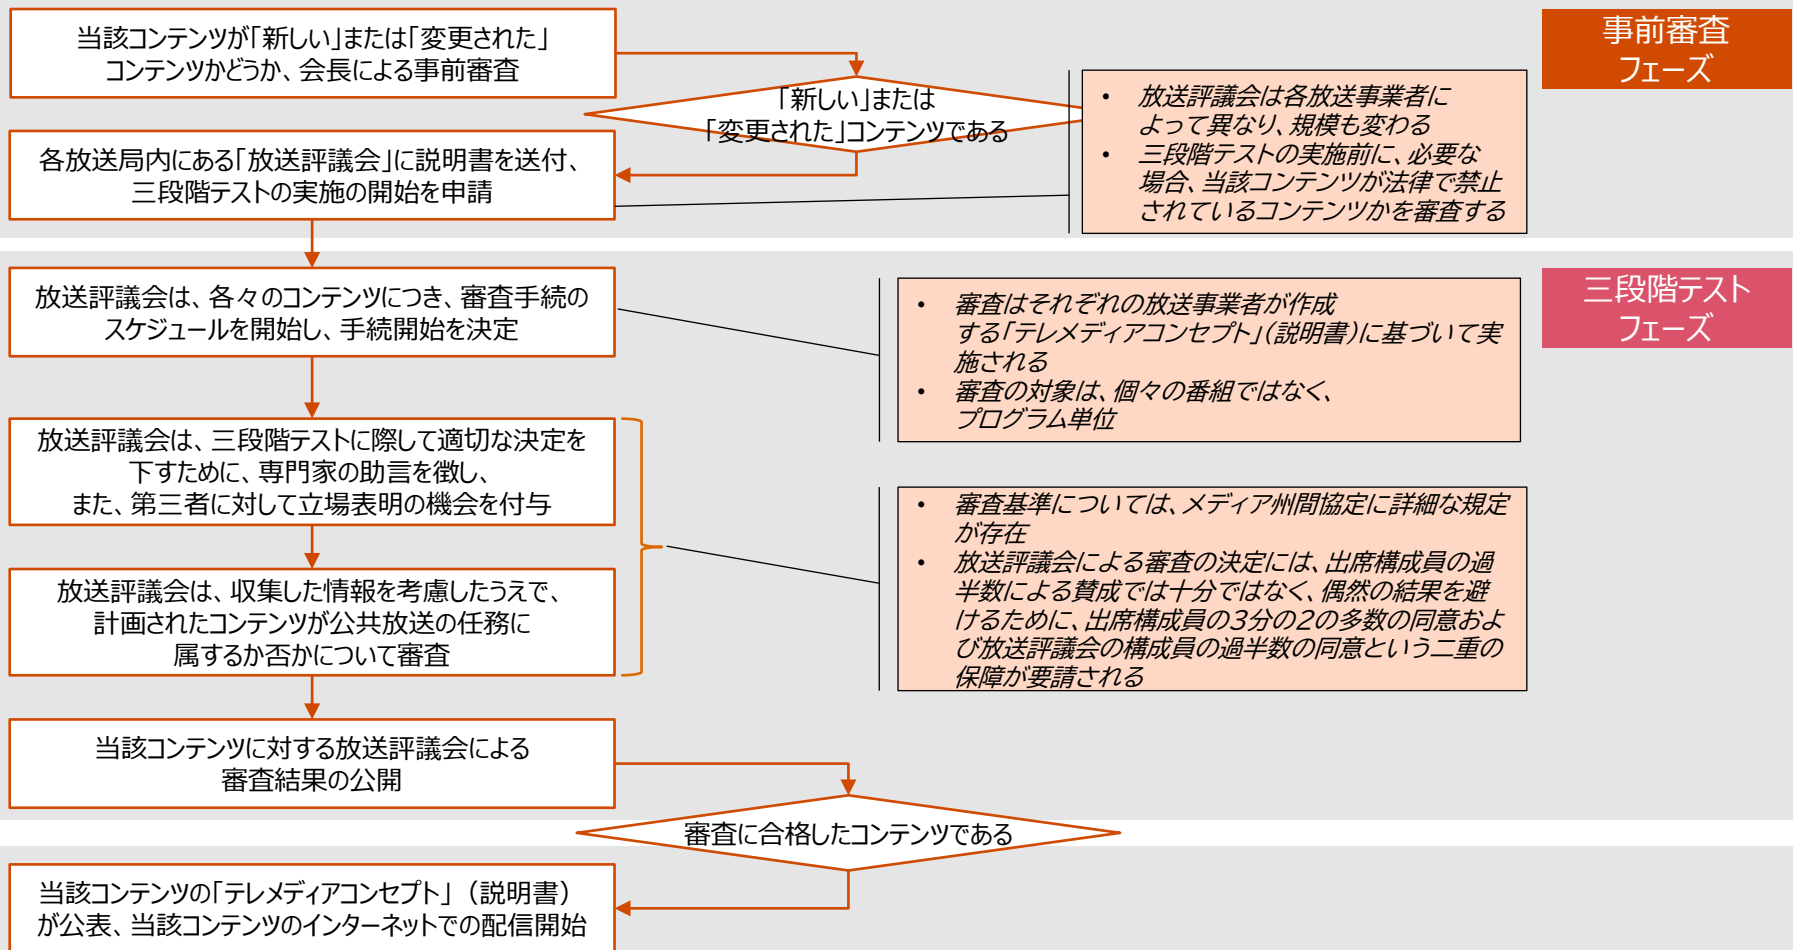 当該コンテンツが「新しい」または「変更された」
コンテンツかどうか、会長による事前審査
事前審査
フェーズ
「新しい」または
「変更された」コンテンツである
• 放送評議会は各放送事業者に
よって異なり、規模も変わる
• 三段階テストの実施前に、必要な
場合、当該コンテンツが法律で禁止
されているコンテンツかを審査する
各放送局内にある「放送評議会」に説明書を送付、
三段階テストの実施の開始を申請
三段階テスト
フェーズ
放送評議会は、各々のコンテンツにつき、審査手続の
スケジュールを開始し、手続開始を決定
• 審査はそれぞれの放送事業者が作成
する「テレメディアコンセプト」（説明書）に基づいて実
施される
• 審査の対象は、個々の番組ではなく、
プログラム単位
放送評議会は、三段階テストに際して適切な決定を
下すために、専門家の助言を徴し、
また、第三者に対して立場表明の機会を付与
• 審査基準については、メディア州間協定に詳細な規定
が存在
• 放送評議会による審査の決定には、出席構成員の過
半数による賛成では十分ではなく、偶然の結果を避
けるために、出席構成員の3分の2の多数の同意およ
び放送評議会の構成員の過半数の同意という二重の
保障が要請される
放送評議会は、収集した情報を考慮したうえで、
計画されたコンテンツが公共放送の任務に
属するか否かについて審査
当該コンテンツに対する放送評議会による
審査結果の公開
審査に合格したコンテンツである
当該コンテンツの「テレメディアコンセプト」（説明書）
が公表、当該コンテンツのインターネットでの配信開始